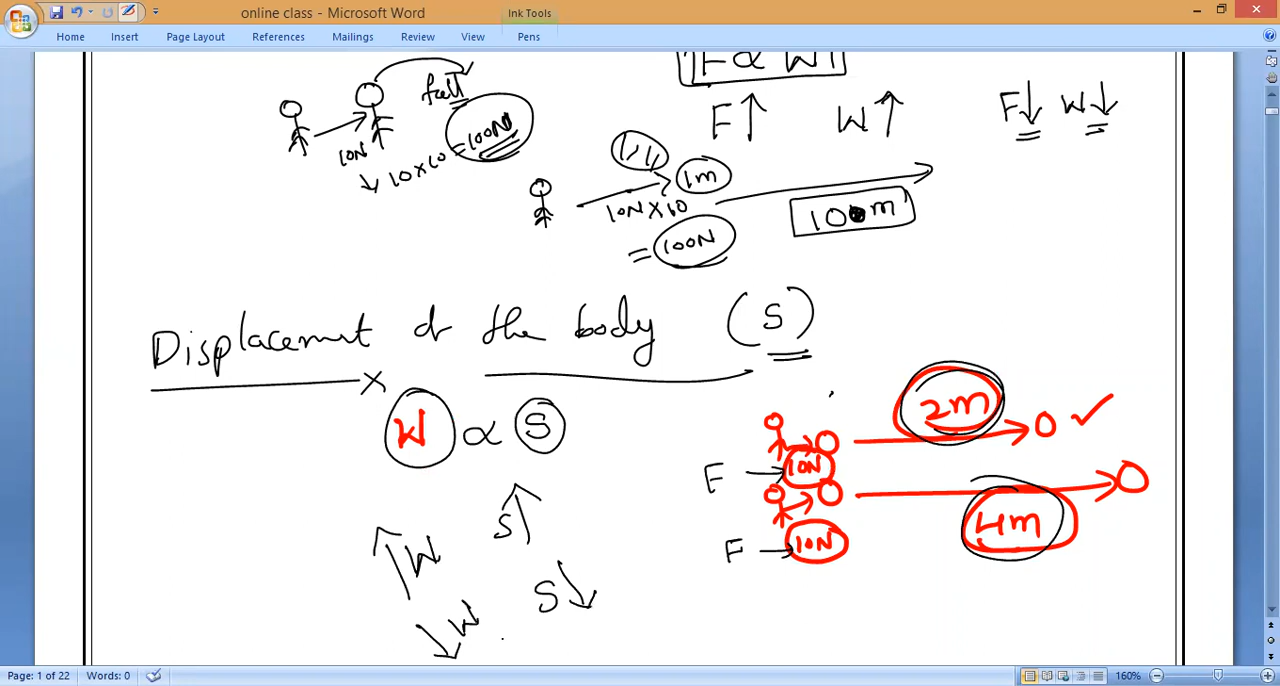 online class - Microsoft Word
Ink Tools
Home Insert Page Layout References Mailings Review View Pens
F α W
fall
F↑ W↑ F↓ W↓
10N
↓ 10×10 = 100N
1m
10N×10
= 100N
100m
Displacement of the body (S)
W ∝ S
2m
F → 10N
4m
F → 10N
↑W S↑
↓W S↓
Page: 1 of 22 Words: 0 160%